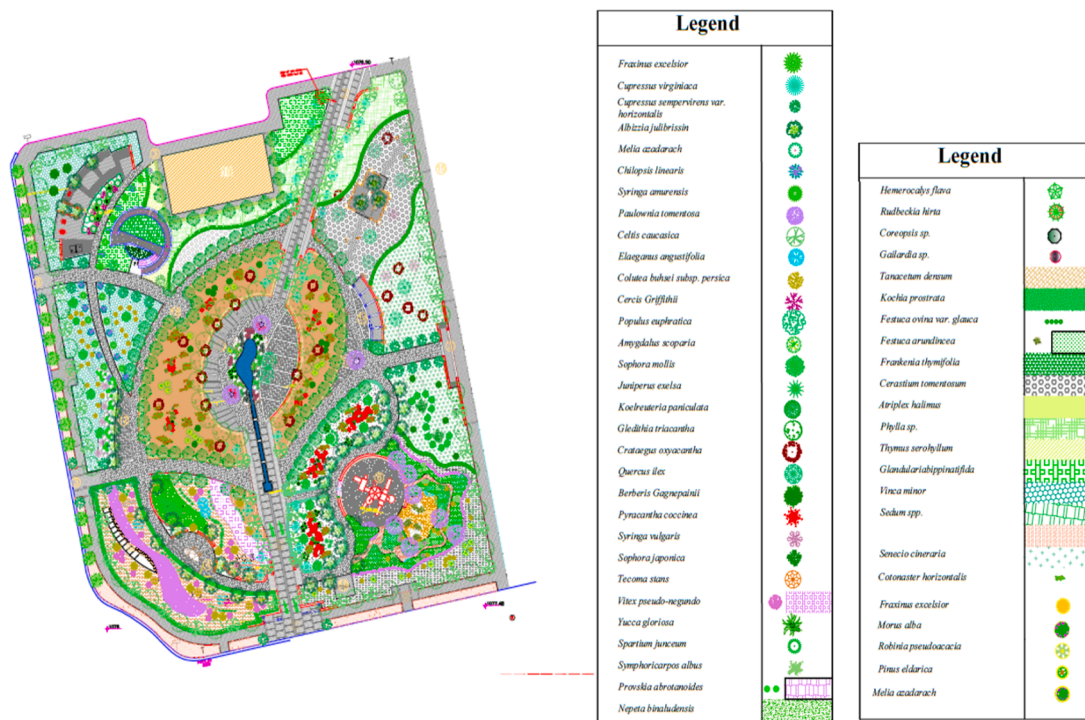 Legend
Fraxinus excelsior
Cupressus virginiaca
Cupressus sempervirens var.
horizontalis
Albizzia julibrissin
Melia azadarach
Chilopsis linearis
Syringa amurensis
Paulownia tomentosa
Celtis caucasica
Elaeganus angustifolia
Colutea buhsei subsp. persica
Cercis Griffithii
Populus euphratica
Amygdalus scoparia
Sophora mollis
Juniperus exelsa
Koelreuteria paniculata
Gledithia triacantha
Crataegus oxyacantha
Quercus ilex
Berberis Gagnepainii
Pyracantha coccinea
Syringa vulgaris
Sophora japonica
Tecoma stans
Vitex pseudo-negundo
Yucca gloriosa
Spartium junceum
Symphoricarpos albus
Provskia abrotanoides
Nepeta binaludensis
Legend
Hemerocalys flava
Rudbeckia hirta
Coreopsis sp.
Gailardia sp.
Tanacetum densum
Kochia prostrata
Festuca ovina var. glauca
Festuca arundincea
Frankenia thymifolia
Cerastium tomentosum
Atriplex halimus
Phylla sp.
Thymus serohyllum
Glandulariabippinatifida
Vinca minor
Sedum spp.
Senecio cineraria
Cotonaster horizontalis
Fraxinus excelsior
Morus alba
Robinia pseudoacacia
Pinus eldarica
Melia azadarach